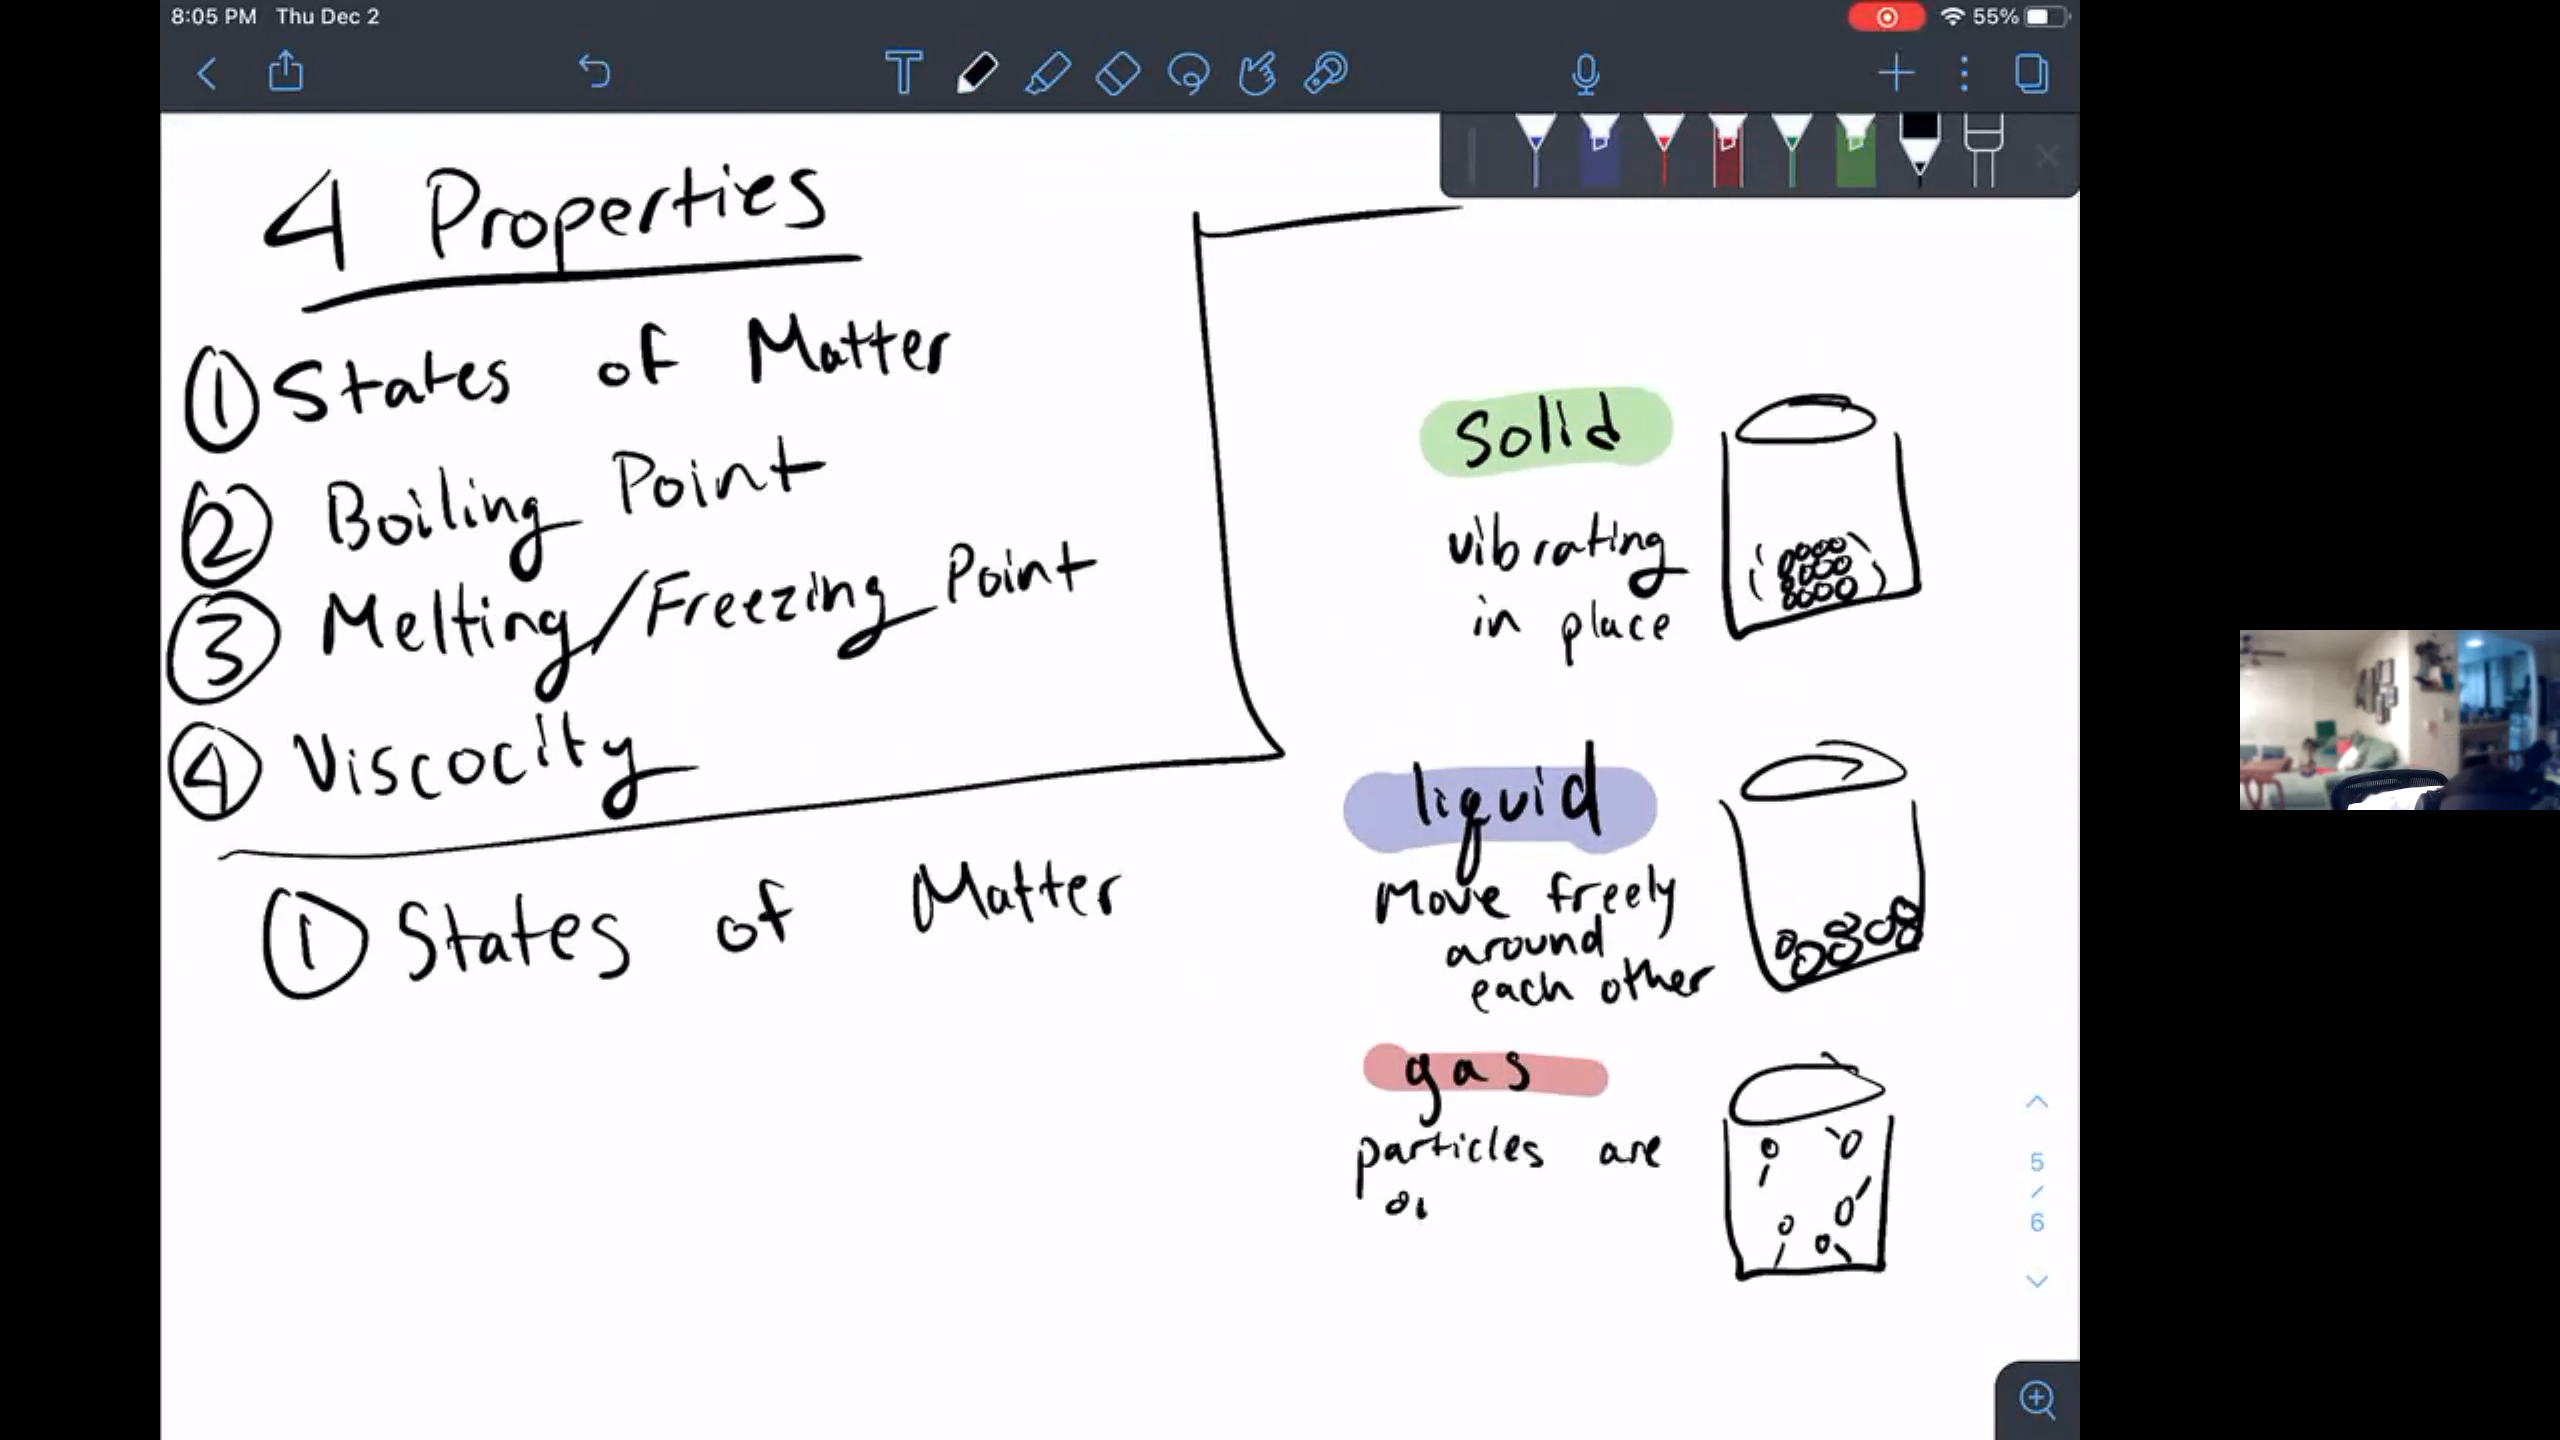 8:05 PM Thu Dec 2
55%
4 Properties
① States of Matter
② Boiling Point
③ Melting/Freezing Point
④ Viscocity
① States of Matter
Solid
vibrating
in place
liquid
Move freely
around
each other
gas
particles are
5
/
6